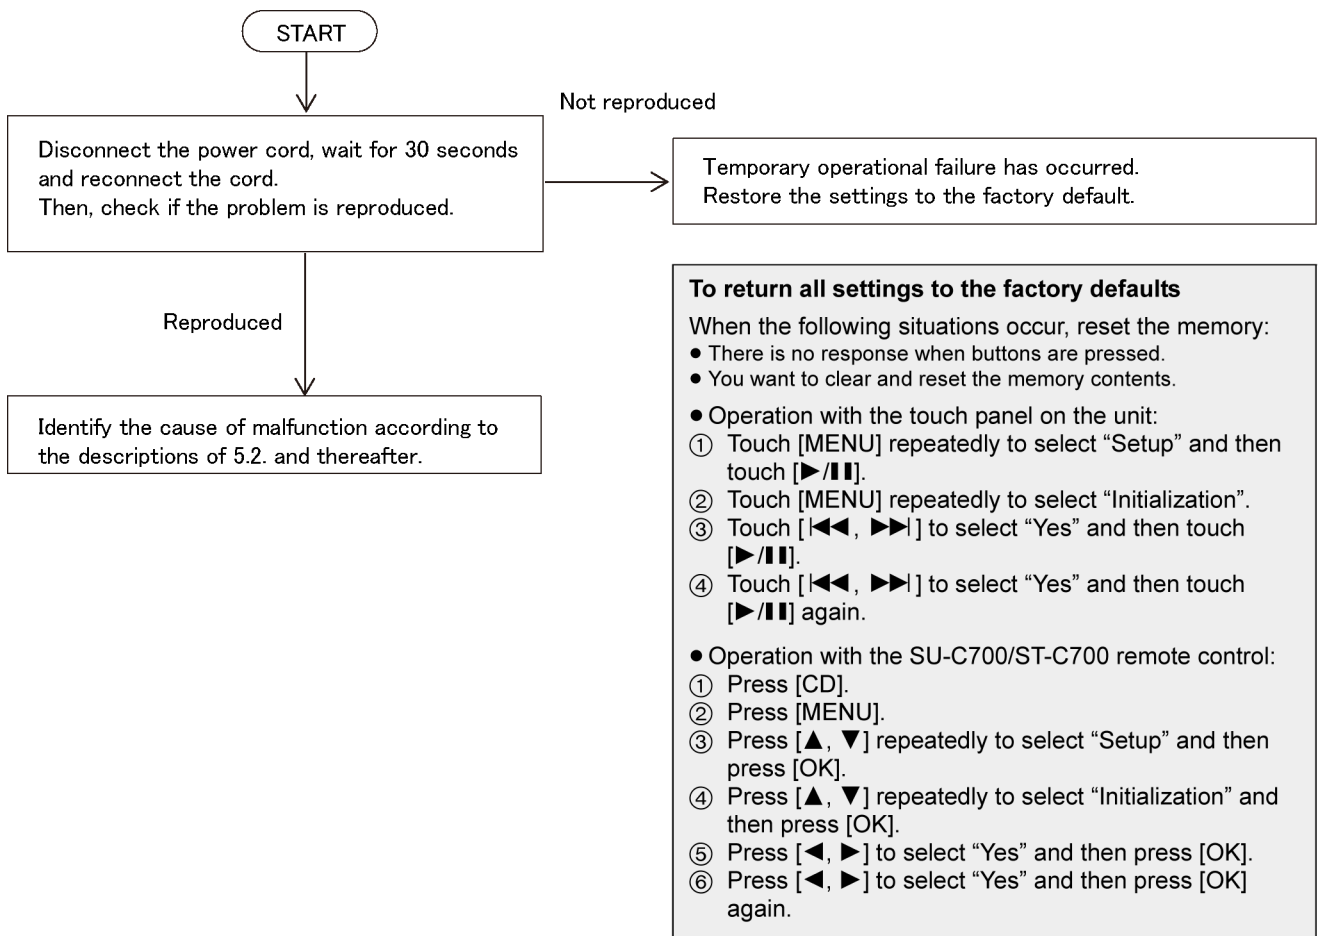 START
Not reproduced
Disconnect the power cord, wait for 30 seconds
and reconnect the cord.
Then, check if the problem is reproduced.
Temporary operational failure has occurred.
Restore the settings to the factory default.
Reproduced
Identify the cause of malfunction according to
the descriptions of 5.2. and thereafter.
To return all settings to the factory defaults
When the following situations occur, reset the memory:
● There is no response when buttons are pressed.
● You want to clear and reset the memory contents.
● Operation with the touch panel on the unit:
① Touch [MENU] repeatedly to select “Setup” and then
touch [▶/❚❚].
② Touch [MENU] repeatedly to select “Initialization”.
③ Touch [|◀◀, ▶▶|] to select “Yes” and then touch
[▶/❚❚].
④ Touch [|◀◀, ▶▶|] to select “Yes” and then touch
[▶/❚❚] again.
● Operation with the SU-C700/ST-C700 remote control:
① Press [CD].
② Press [MENU].
③ Press [▲, ▼] repeatedly to select “Setup” and then
press [OK].
④ Press [▲, ▼] repeatedly to select “Initialization” and
then press [OK].
⑤ Press [◀, ▶] to select “Yes” and then press [OK].
⑥ Press [◀, ▶] to select “Yes” and then press [OK]
again.